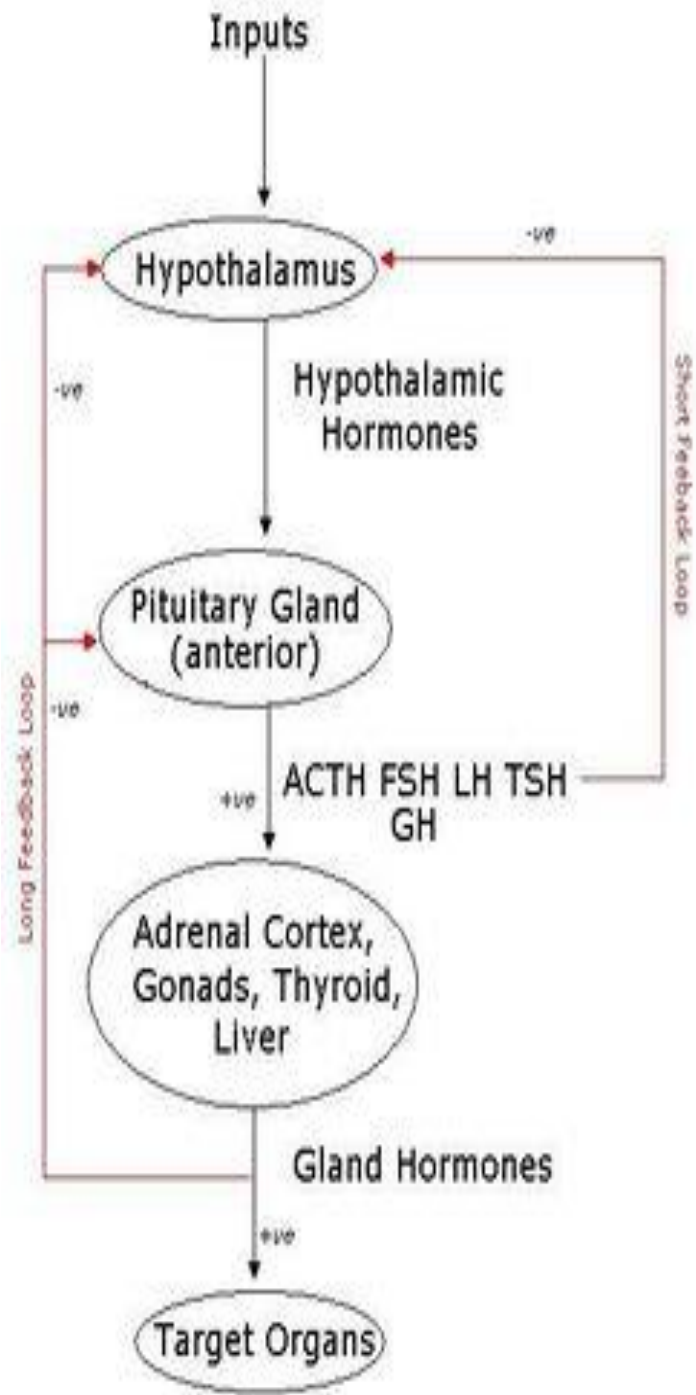 Inputs
-ve
Hypothalamus
-ve
Hypothalamic
Hormones
Short Feeback Loop
Pituitary Gland
(anterior)
-ve
Long Feedback Loop
+ve
ACTH FSH LH TSH
GH
Adrenal Cortex,
Gonads, Thyroid,
Liver
Gland Hormones
+ve
Target Organs